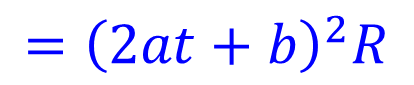 = (2at + b)²R